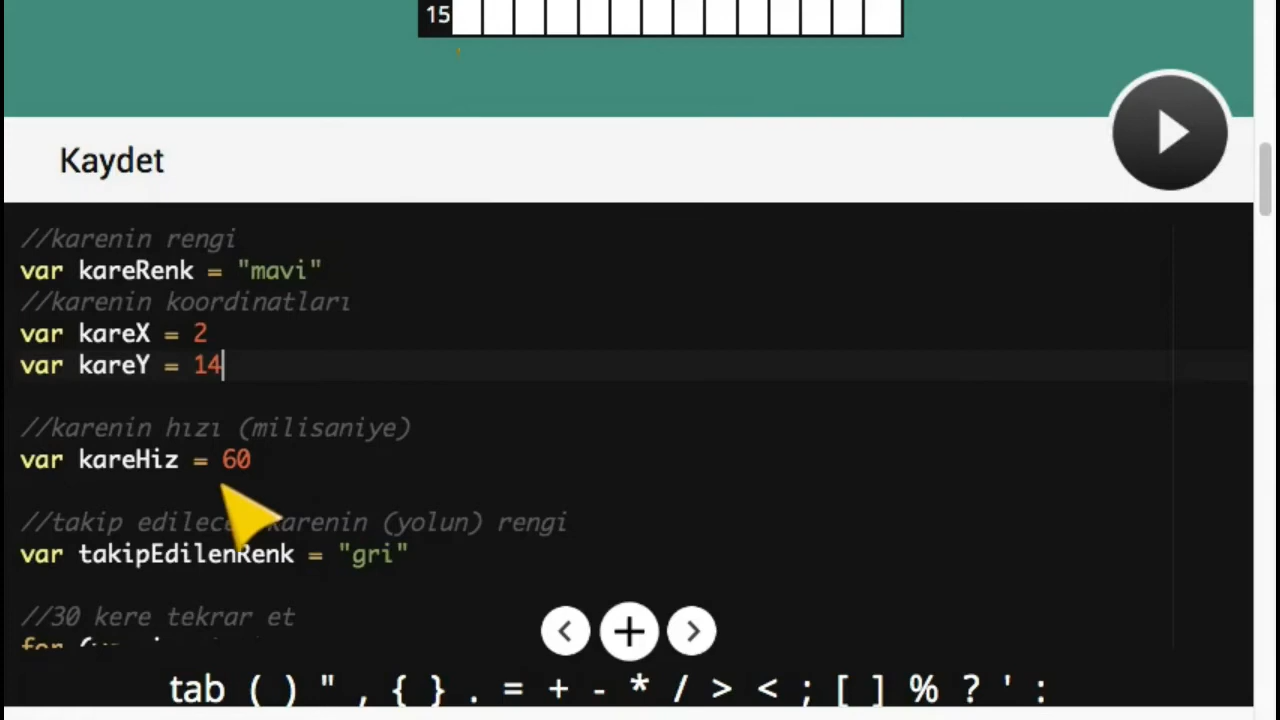 15
Kaydet
//karenin rengi
var kareRenk = "mavi"
//karenin koordinatları
var kareX = 2
var kareY = 14
//karenin hızı (milisaniye)
var kareHiz = 60
//takip karenin (yolun) rengi
var takipEdilenRenk = "gri"
//30 kere tekrar et
for
tab ( ) " , { } . = + - * / > < ; [ ] % ? ' :